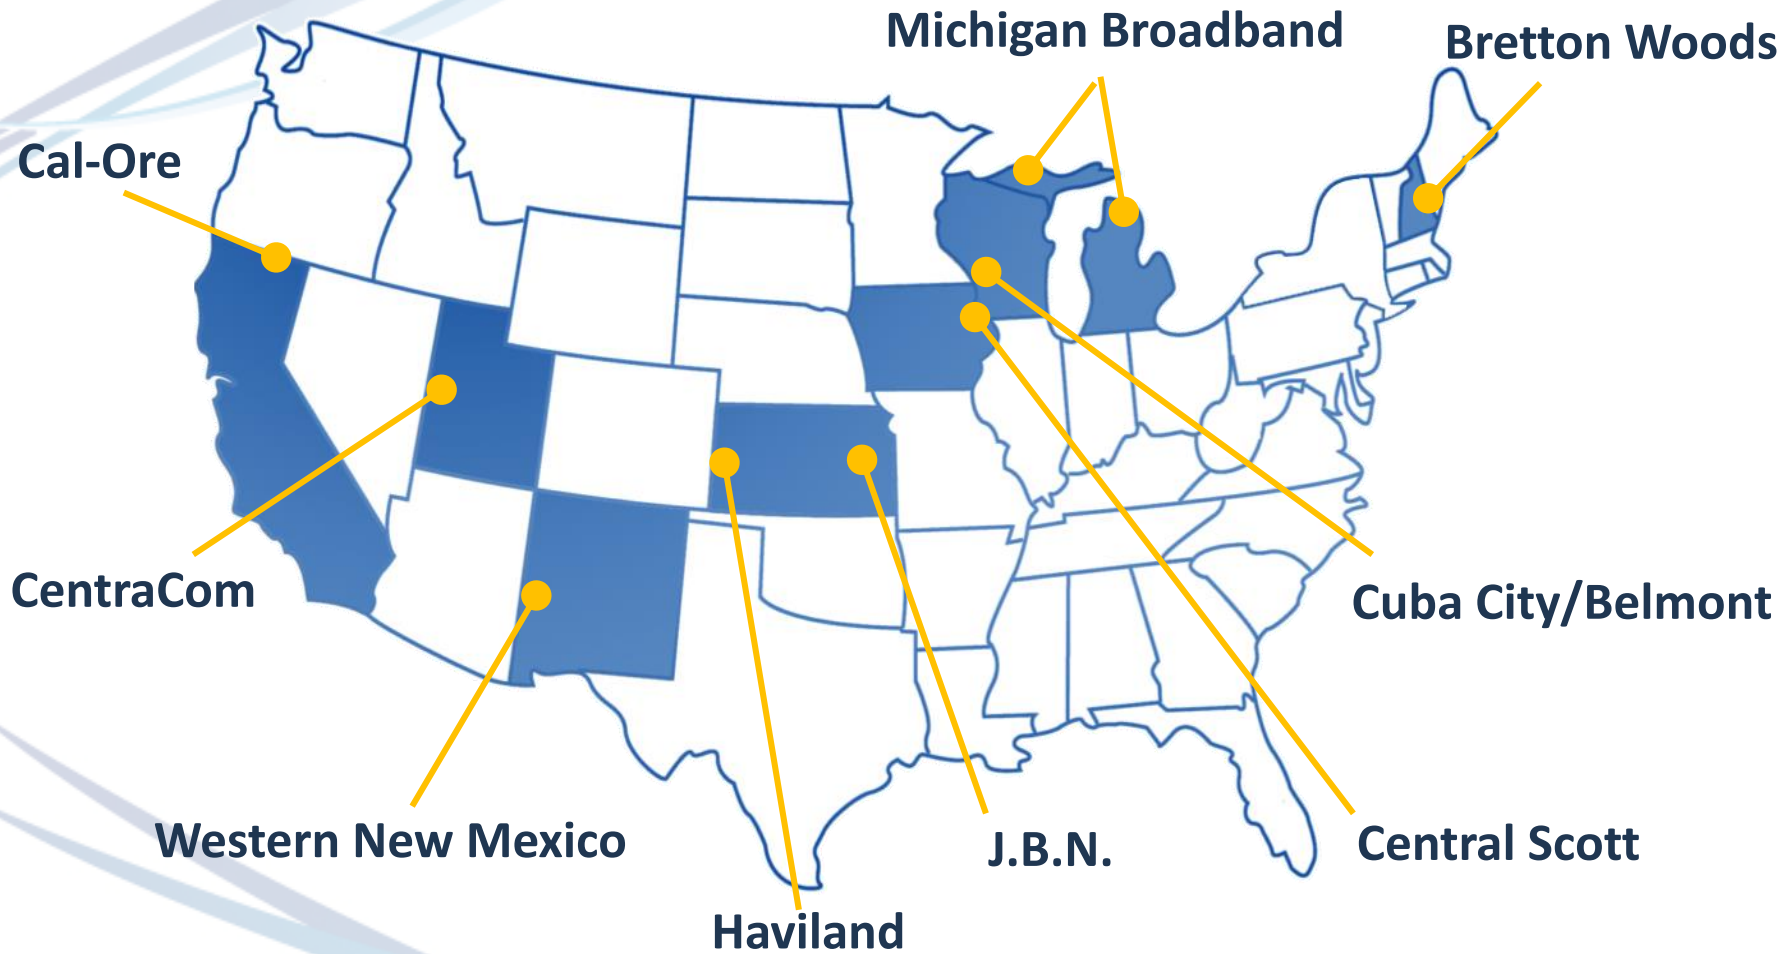 Michigan Broadband
Bretton Woods
Cal-Ore
CentraCom
Cuba City/Belmont
Western New Mexico
J.B.N.
Central Scott
Haviland